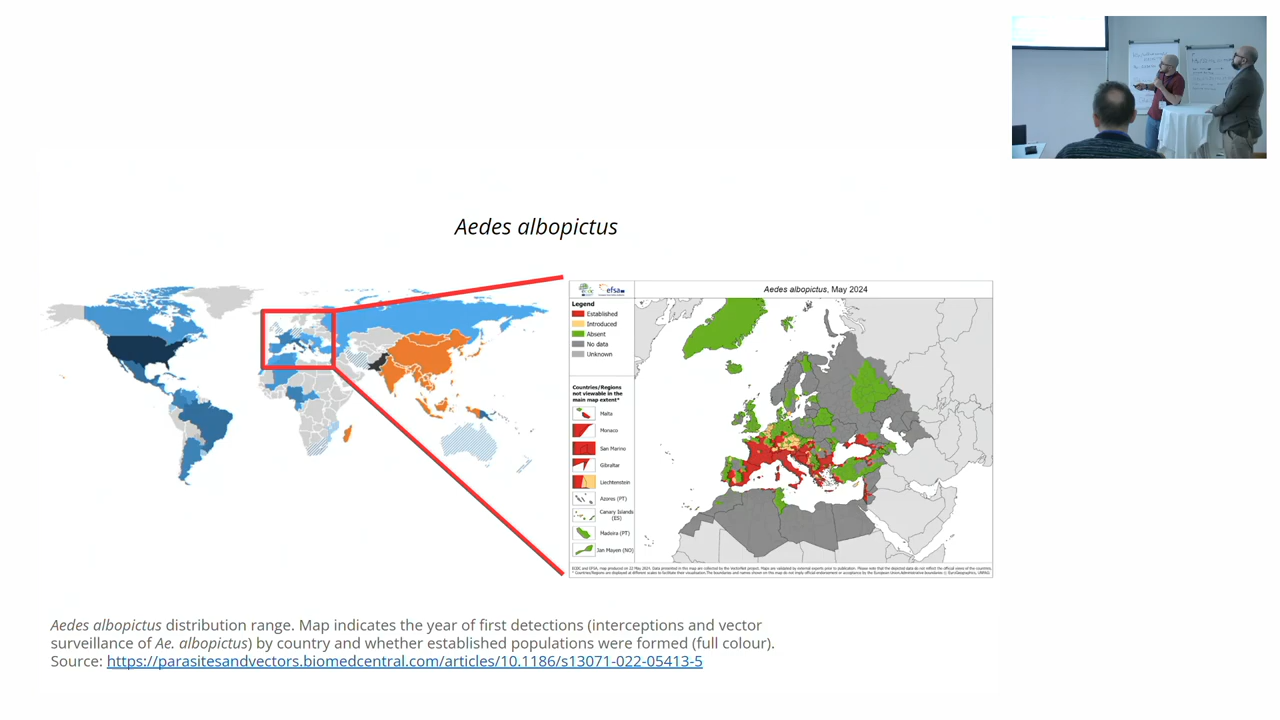 Aedes albopictus
efsa
Aedes albopictus, May 2024
Legend
Established
Introduced
Absent
No data
Unknown
Countries/Regions
not viewable in the
main map extent*
Malta
Monaco
San Marino
Gibraltar
Liechtenstein
Azores (PT)
Canary Islands
(ES)
Madeira (PT)
Jan Mayen (NO)
Aedes albopictus distribution range. Map indicates the year of first detections (interceptions and vector
surveillance of Ae. albopictus) by country and whether established populations were formed (full colour).
Source: https://parasitesandvectors.biomedcentral.com/articles/10.1186/s13071-022-05413-5